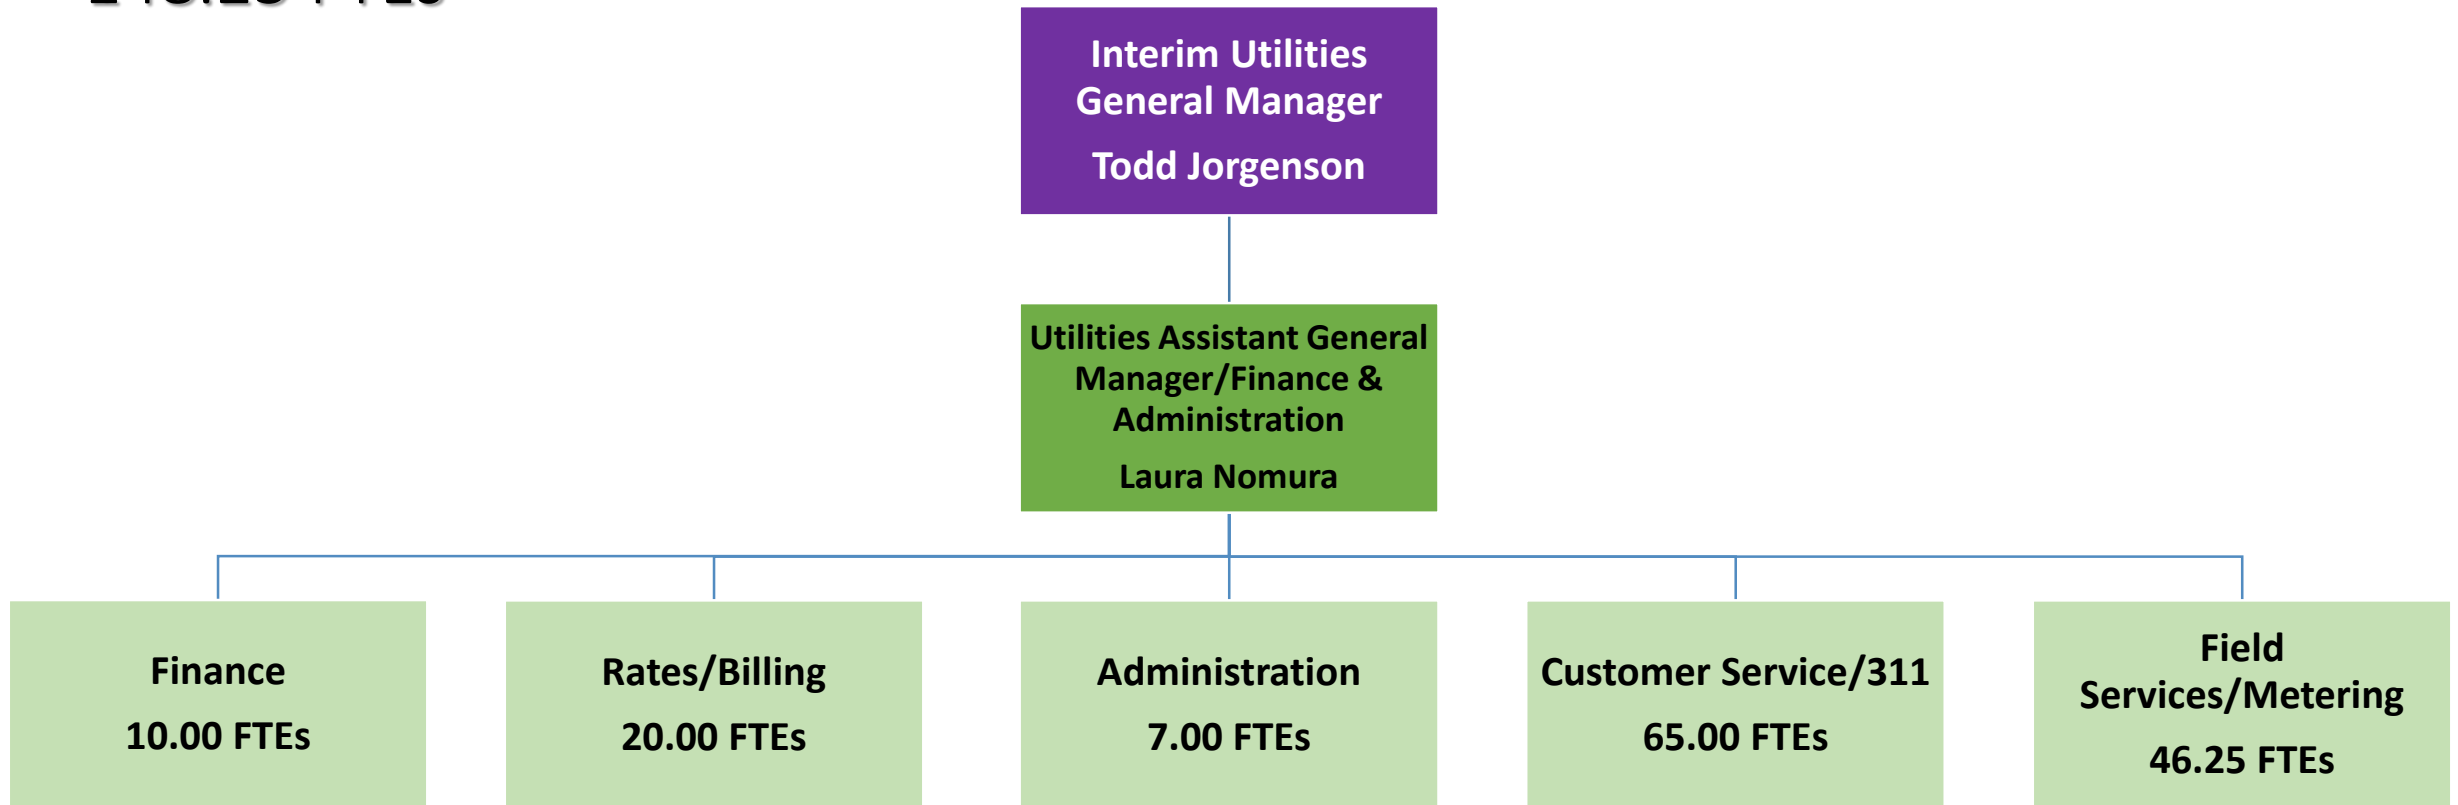 Interim Utilities
General Manager
Todd Jorgenson
Utilities Assistant General
Manager/Finance &
Administration
Laura Nomura
Finance
10.00 FTEs
Rates/Billing
20.00 FTEs
Administration
7.00 FTEs
Customer Service/311
65.00 FTEs
Field
Services/Metering
46.25 FTEs